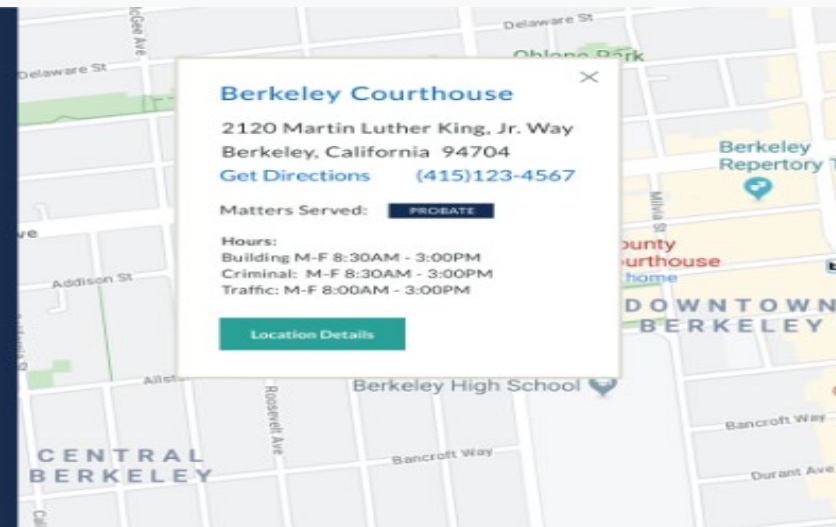 Delaware St
McGee Ave
Ohlone Park
Delaware St
Berkeley Courthouse
2120 Martin Luther King, Jr. Way
Berkeley, California 94704
Get Directions (415)123-4567
Matters Served: PROBATE
Hours:
Building M-F 8:30AM - 3:00PM
Criminal: M-F 8:30AM - 3:00PM
Traffic: M-F 8:00AM - 3:00PM
Location Details
Berkeley
Repertory T
Milvia St
ounty
urthouse
home
Addison St
DOWNTOWN
BERKELEY
Allst
Berkeley High School
Roosevelt Ave
Bancroft Way
CENTRAL
BERKELEY
Bancroft Way
Durant Ave